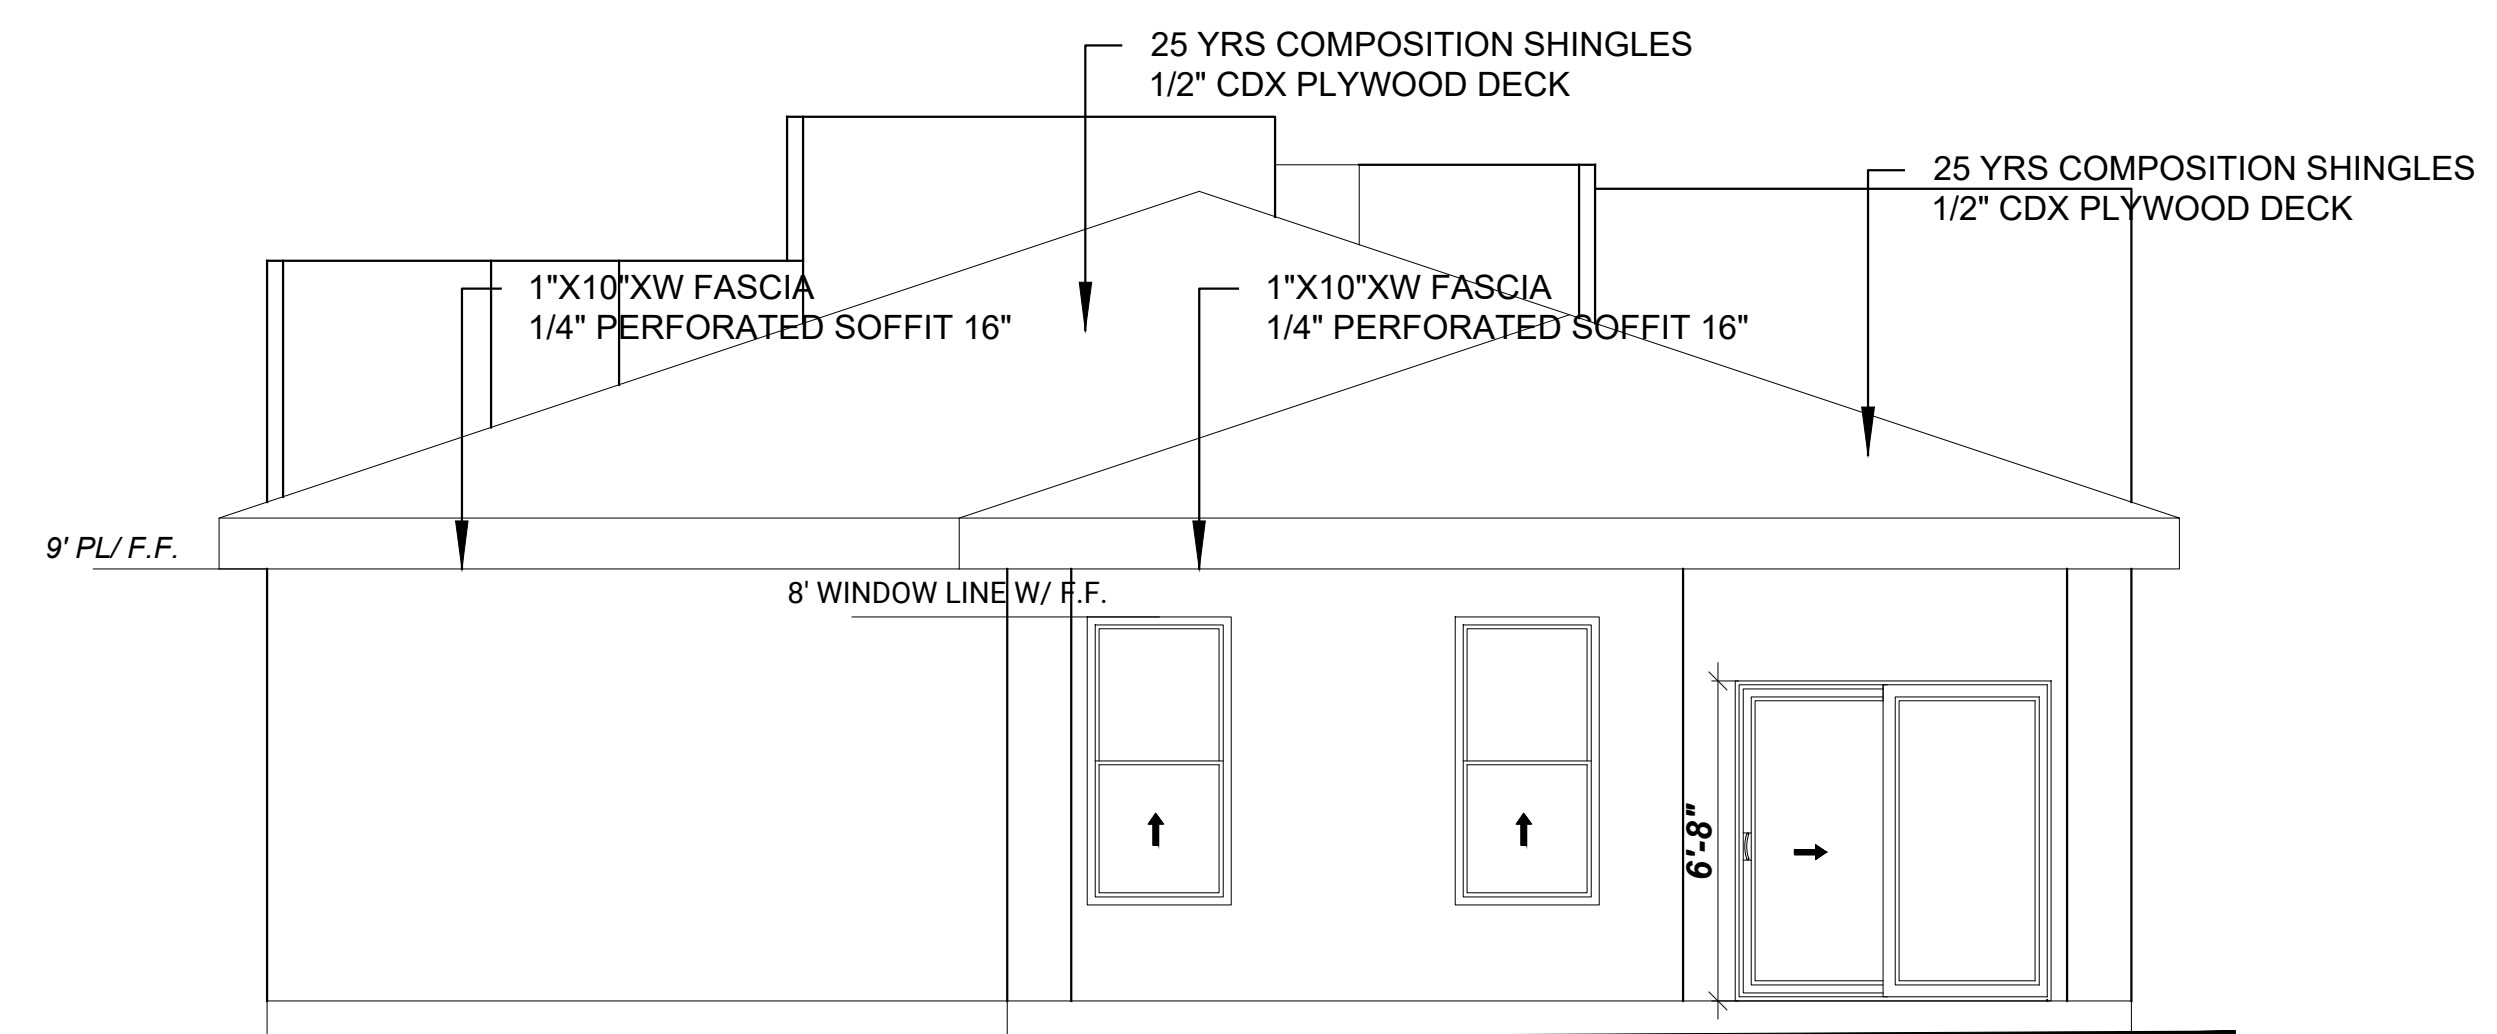 25 YRS COMPOSITION SHINGLES
1/2" CDX PLYWOOD DECK
25 YRS COMPOSITION SHINGLES
1/2" CDX PLYWOOD DECK
1"X10"XW FASCIA
1/4" PERFORATED SOFFIT 16"
1"X10"XW FASCIA
1/4" PERFORATED SOFFIT 16"
9' PL/ F.F.
8' WINDOW LINE W/ F.F.
6'-8"